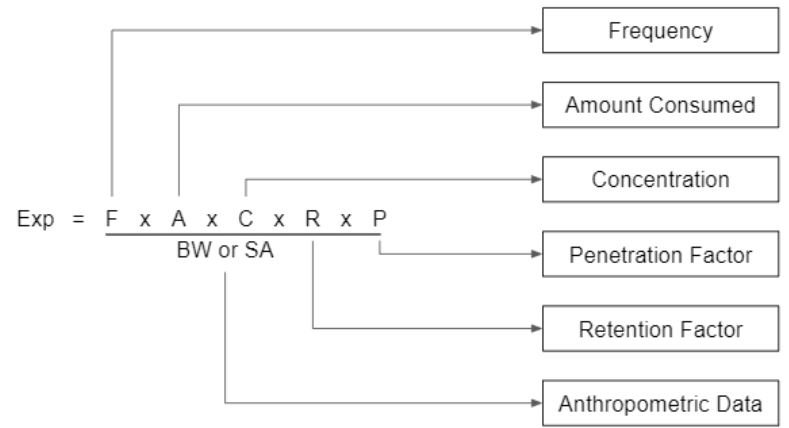 Frequency
Amount Consumed
Concentration
Exp = F x A x C x R x P
BW or SA
Penetration Factor
Retention Factor
Anthropometric Data